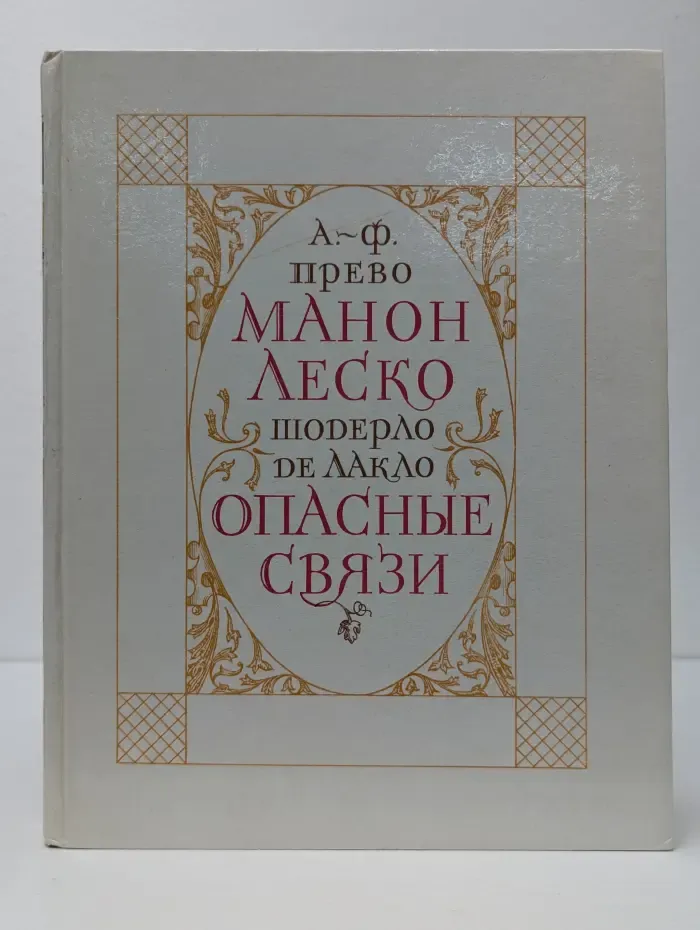 А.-Ф.
ПРЕВО
МАНОН
ЛЕСКО
ШОДЕРЛО
ДЕ ЛАКЛО
ОПАСНЫЕ
СВЯЗИ